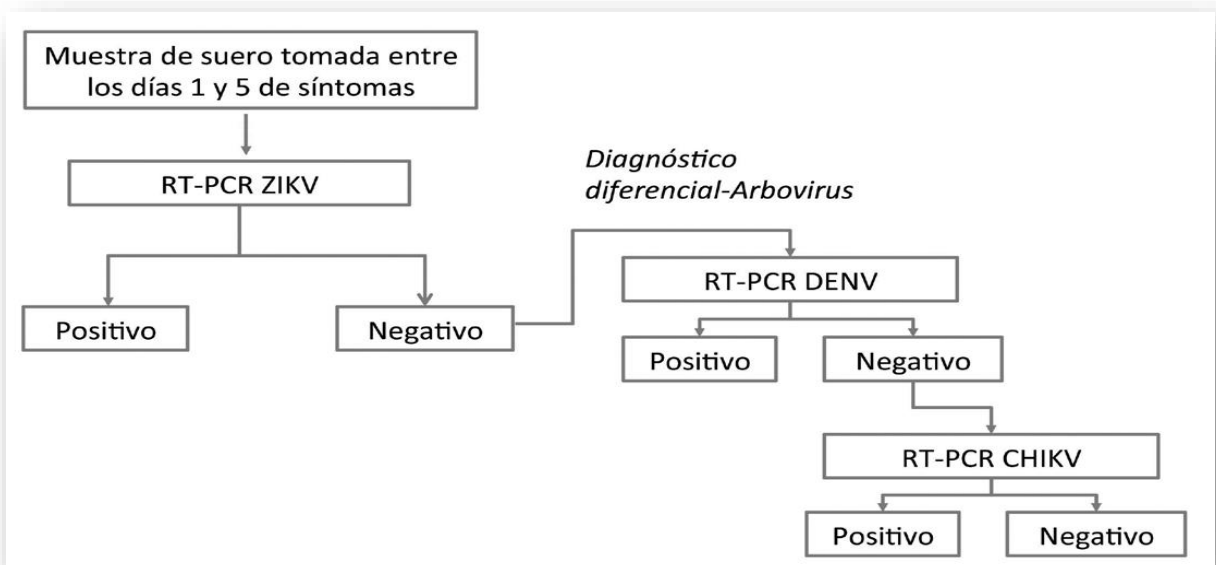 Muestra de suero tomada entre
los días 1 y 5 de síntomas
RT-PCR ZIKV
Positivo
Negativo
Diagnóstico
diferencial-Arbovirus
RT-PCR DENV
Positivo
Negativo
RT-PCR CHIKV
Positivo
Negativo